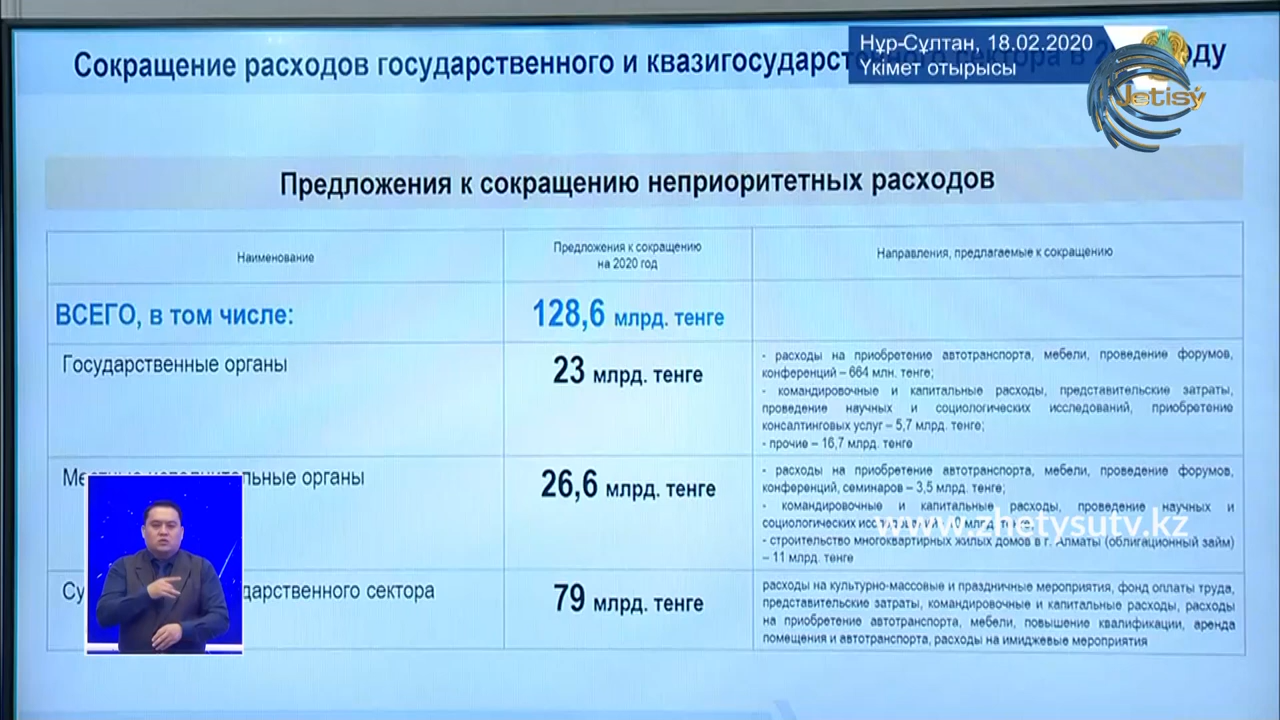 Нұр-Сұлтан, 18.02.2020
Үкімет отырысы
Jetisý
Сокращение расходов государственного и в
Предложения к сокращению неприоритетных расходов
Наименование
Предложения к сокращению
на 2020 год
Направления, предлагаемые к сокращению
ВСЕГО, в том числе:
128,6 млрд. тенге
Государственные органы
23 млрд. тенге
- расходы на приобретение автотранспорта, мебели, проведение форумов,
конференций – 664 млн. тенге;
- командировочные и капитальные расходы, представительские затраты,
проведение научных и социологических исследований, приобретение
консалтинговых услуг – 5,7 млрд. тенге;
- прочие – 16,7 млрд. тенге
органы
26,6 млрд. тенге
- расходы на приобретение автотранспорта, мебели, проведение форумов,
конференций, семинаров – 3,5 млрд. тенге;
- командировочные и капитальные расходы, проведение научных и
социологических
www.zhetysutv.kz
- строительство многоквартирных жилых домов в г. Алматы (облигационный займ)
– 11 млрд. тенге
сектора
79 млрд. тенге
расходы на культурно-массовые и праздничные мероприятия, фонд оплаты труда,
представительские затраты, командировочные и капитальные расходы, расходы
на приобретение автотранспорта, мебели, повышение квалификации, аренда
помещения и автотранспорта, расходы на имиджевые мероприятия